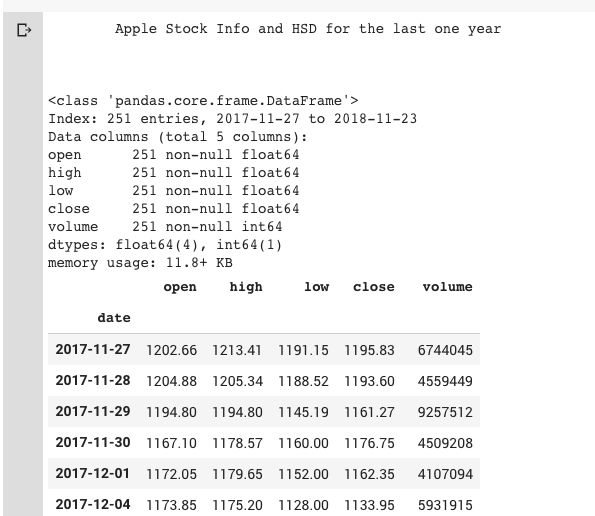 Apple Stock Info and HSD for the last one year
<class 'pandas.core.frame.DataFrame'>
Index: 251 entries, 2017-11-27 to 2018-11-23
Data columns (total 5 columns):
open 251 non-null float64
high 251 non-null float64
low 251 non-null float64
close 251 non-null float64
volume 251 non-null int64
dtypes: float64(4), int64(1)
memory usage: 11.8+ KB
open high low close volume
date
2017-11-27 1202.66 1213.41 1191.15 1195.83 6744045
2017-11-28 1204.88 1205.34 1188.52 1193.60 4559449
2017-11-29 1194.80 1194.80 1145.19 1161.27 9257512
2017-11-30 1167.10 1178.57 1160.00 1176.75 4509208
2017-12-01 1172.05 1179.65 1152.00 1162.35 4107094
2017-12-04 1173.85 1175.20 1128.00 1133.95 5931915